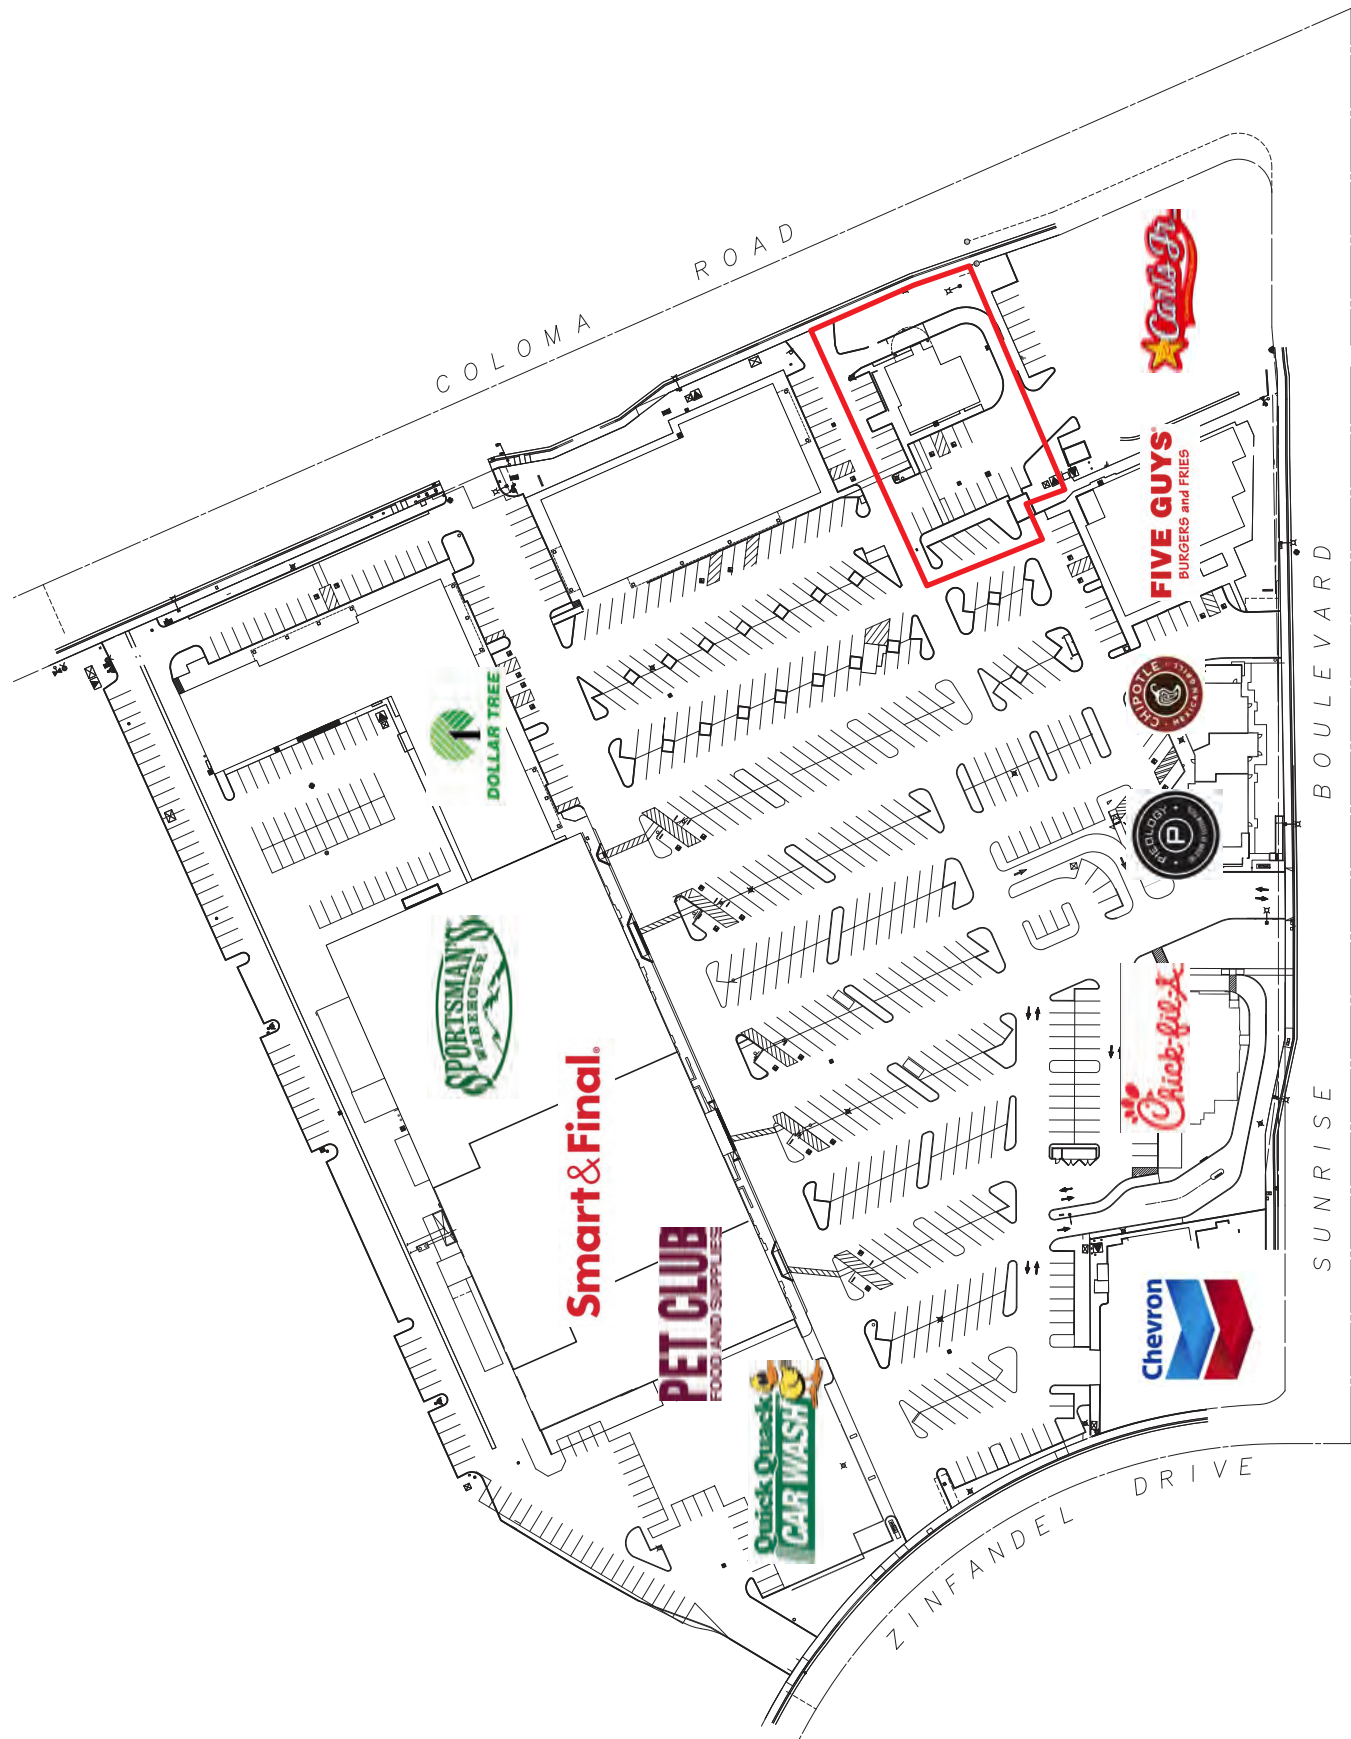 COLOMA ROAD
Carl's Jr.
FIVE GUYS
BURGERS and FRIES
CHIPOTLE
MEXICAN GRILL
PIEOLOGY
P
SUNRISE BOULEVARD
DOLLAR TREE
1
SPORTSMAN'S
WAREHOUSE
Smart&Final.
PET CLUB
FOOD AND SUPPLIES
Quick Quack
CAR WASH
Chick-fil-A
Chevron
ZINFANDEL DRIVE